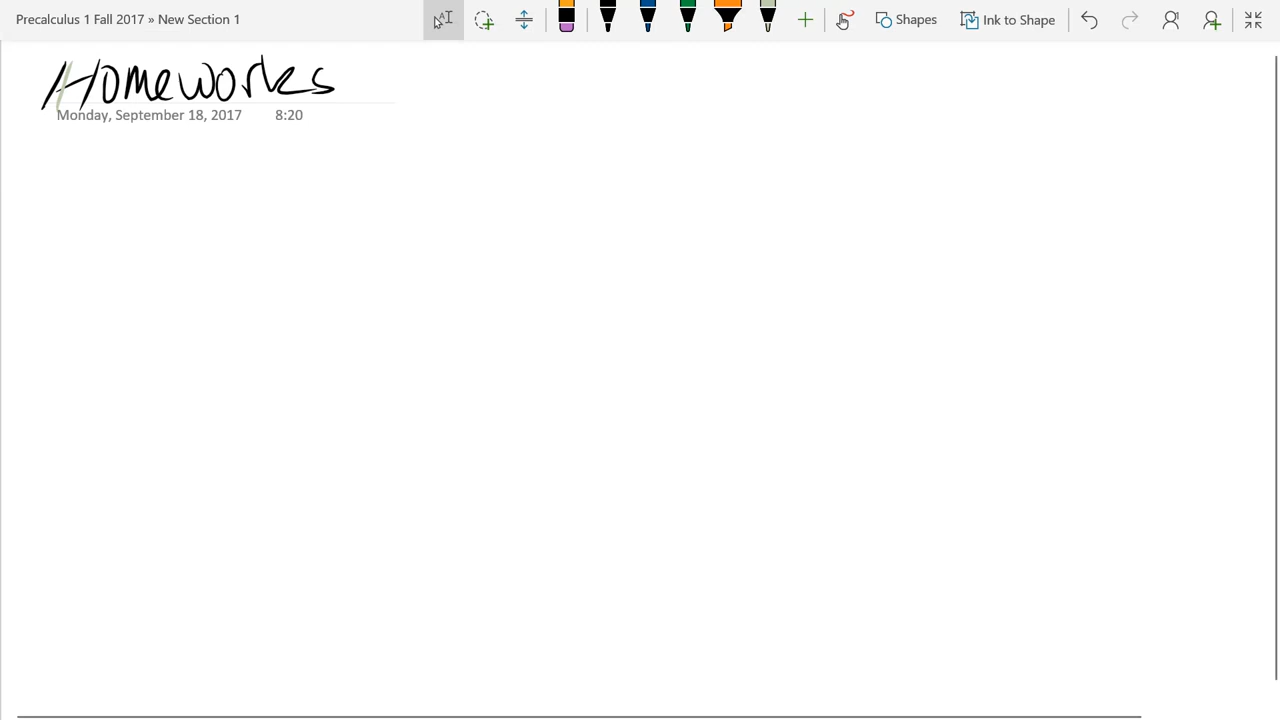 Precalculus 1 Fall 2017 » New Section 1
Shapes
Ink to Shape
Homeworks
Monday, September 18, 2017 8:20